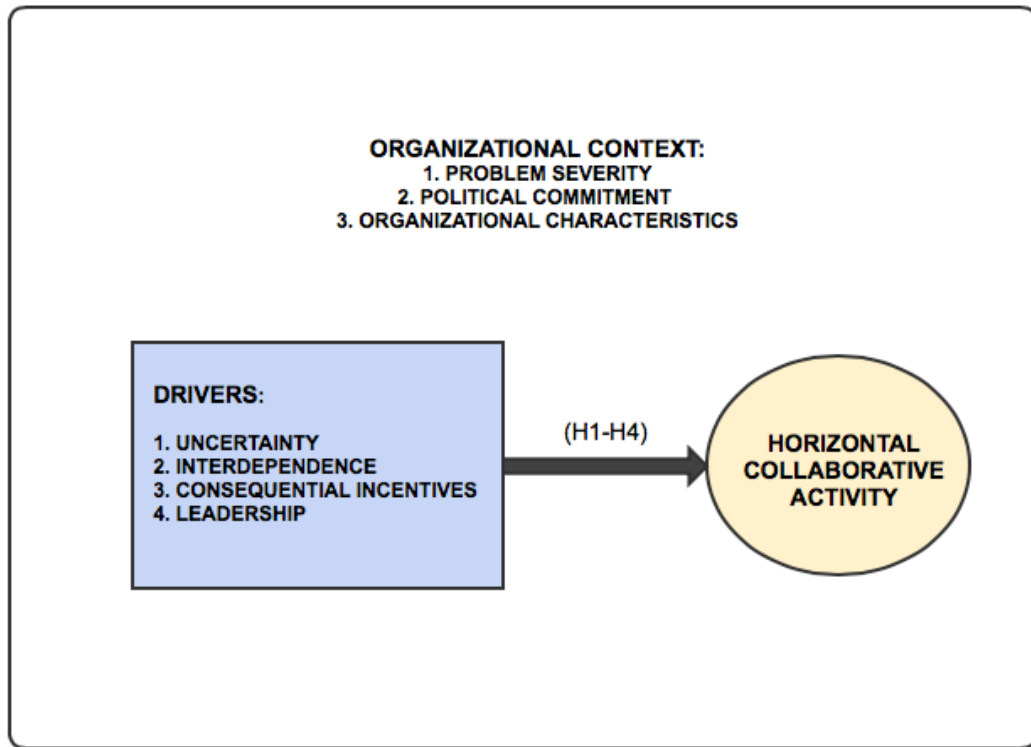 ORGANIZATIONAL CONTEXT:
1. PROBLEM SEVERITY
2. POLITICAL COMMITMENT
3. ORGANIZATIONAL CHARACTERISTICS
DRIVERS:
1. UNCERTAINTY
2. INTERDEPENDENCE
3. CONSEQUENTIAL INCENTIVES
4. LEADERSHIP
(H1-H4)
HORIZONTAL
COLLABORATIVE
ACTIVITY